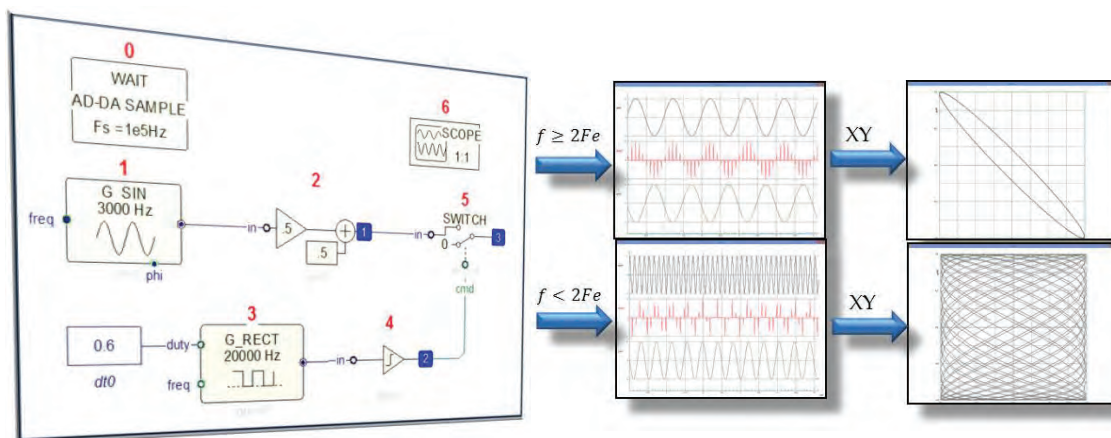 0
WAIT
AD-DA SAMPLE
Fs =1e5Hz
1
G_SIN
3000 Hz
freq
phi
2
in
.5
.5
1
6
SCOPE
1:1
5
SWITCH
in
0
3
cmd
3
G_RECT
20000 Hz
duty
freq
0.6
dt0
4
in
2
f ≥ 2Fe
XY
f < 2Fe
XY